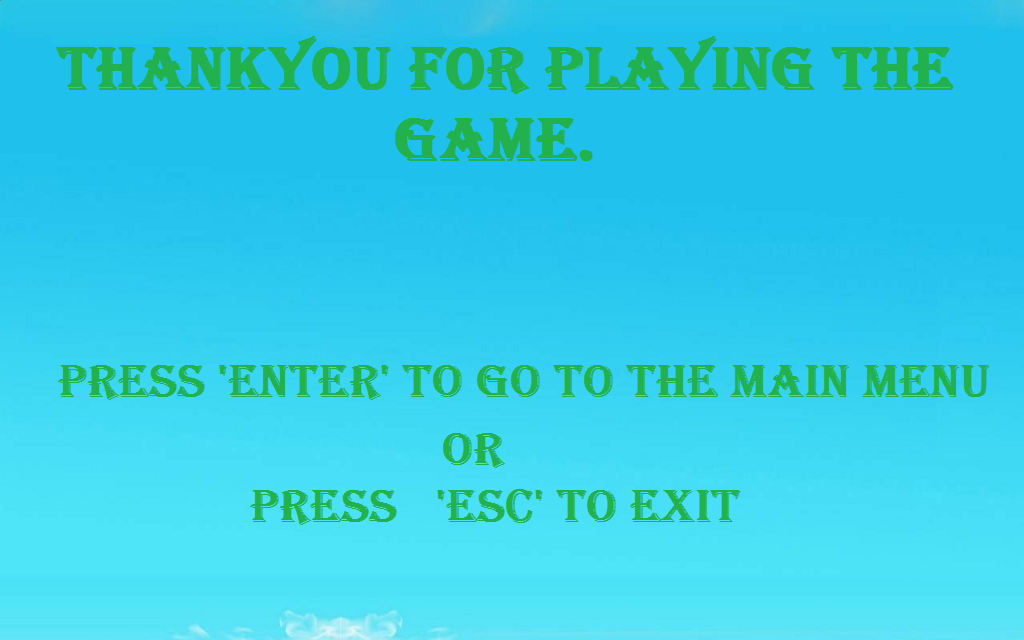 THANKYOU FOR PLAYING THE
GAME.
PRESS 'ENTER' TO GO TO THE MAIN MENU
OR
PRESS 'ESC' TO EXIT